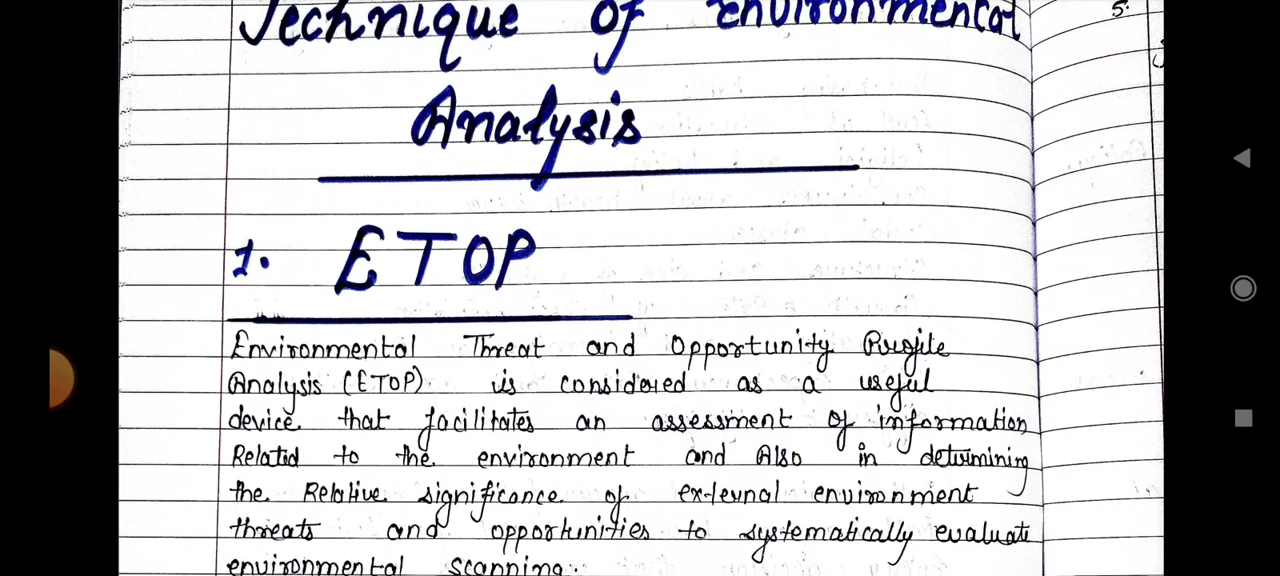 Technique of Environmental
5.
Analysis
1. ETOP
Environmental Threat and Opportunity Profile
Analysis (ETOP) is considered as a useful
device that facilitates an assessment of information
Related to the environment and Also in determining
the Relative significance of external environment
threats and opportunities to systematically evaluate
environmental scanning.